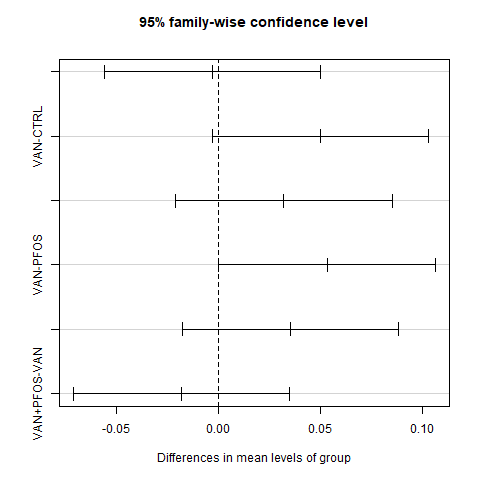 95% family-wise confidence level
VAN-CTRL
VAN-PFOS
VAN+PFOS-VAN
-0.05
0.00
0.05
0.10
Differences in mean levels of group